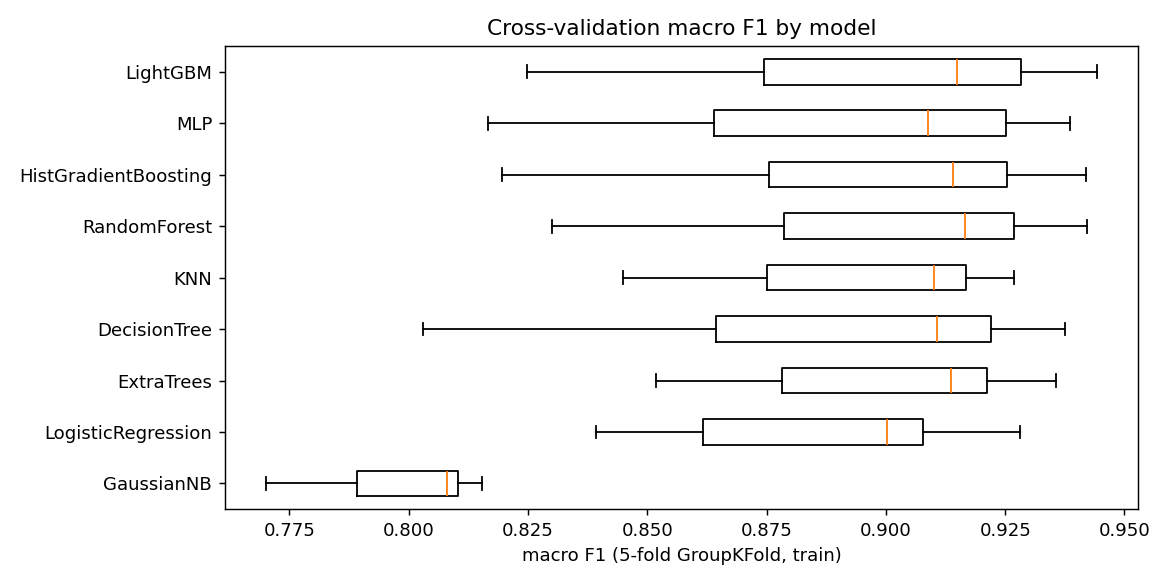 Cross-validation macro F1 by model
LightGBM
MLP
HistGradientBoosting
RandomForest
KNN
DecisionTree
ExtraTrees
LogisticRegression
GaussianNB
0.775 0.800 0.825 0.850 0.875 0.900 0.925 0.950
macro F1 (5-fold GroupKFold, train)